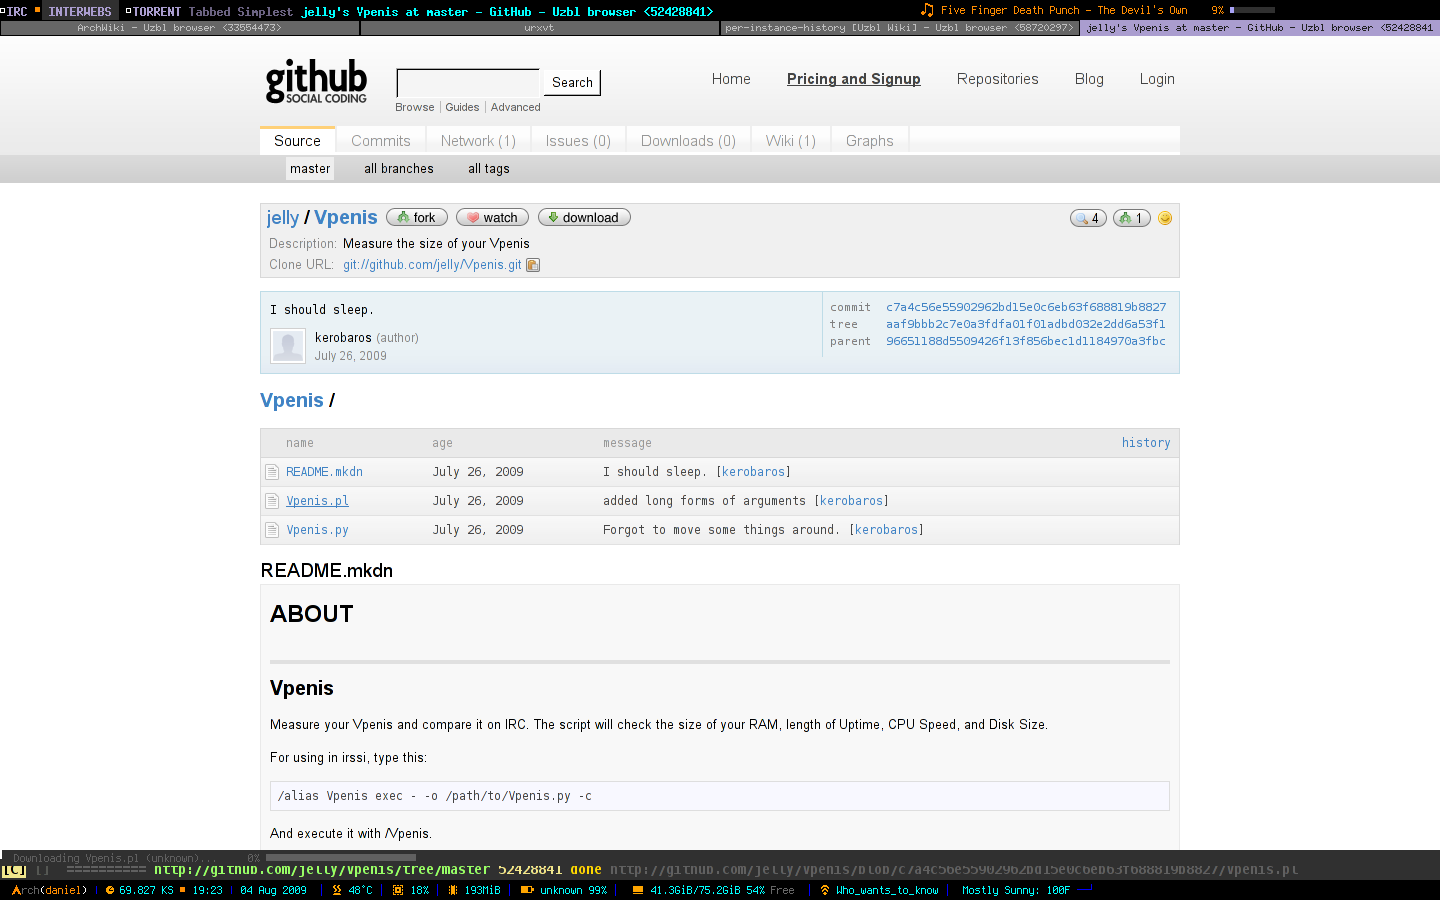 IRC INTERWEBS TORRENT Tabbed Simplest jelly's Vpenis at master - GitHub - Uzbl browser <52428841> Five Finger Death Punch - The Devil's Own 9%
ArchWiki - Uzbl browser <33554473> urxvt per-instance-history [Uzbl Wiki] - Uzbl browser <58720297> jelly's Vpenis at master - GitHub - Uzbl browser <52428841
github
SOCIAL CODING
Search
Browse | Guides | Advanced
Home Pricing and Signup Repositories Blog Login
Source Commits Network (1) Issues (0) Downloads (0) Wiki (1) Graphs
master all branches all tags
jelly / Vpenis fork watch download 4 1
Description: Measure the size of your Vpenis
Clone URL: git://github.com/jelly/Vpenis.git
I should sleep.
kerobaros (author)
July 26, 2009
commit c7a4c56e55902962bd15e0c6eb63f688819b8827
tree aaf9bbb2c7e0a3fdfa01f01adbd032e2dd6a53f1
parent 96651188d5509426f13f856bec1d1184970a3fbc
Vpenis /
name age message history
README.mkdn July 26, 2009 I should sleep. [kerobaros]
Vpenis.pl July 26, 2009 added long forms of arguments [kerobaros]
Vpenis.py July 26, 2009 Forgot to move some things around. [kerobaros]
README.mkdn
ABOUT
Vpenis
Measure your Vpenis and compare it on IRC. The script will check the size of your RAM, length of Uptime, CPU Speed, and Disk Size.
For using in irssi, type this:
/alias Vpenis exec - -o /path/to/Vpenis.py -c
And execute it with /Vpenis.
Downloading Vpenis.pl (unknown)... 0%
[C] [] ========== http://github.com/jelly/Vpenis/tree/master 52428841 done http://github.com/jelly/Vpenis/blob/c7a4c56e55902962bd15e0c6eb63f688819b8827/Vpenis.pl
Arch(daniel) 69.827 KS 19:23 04 Aug 2009 48°C 18% 193MiB unknown 99% 41.3GiB/75.2GiB 54% Free Who_wants_to_know Mostly Sunny: 100F